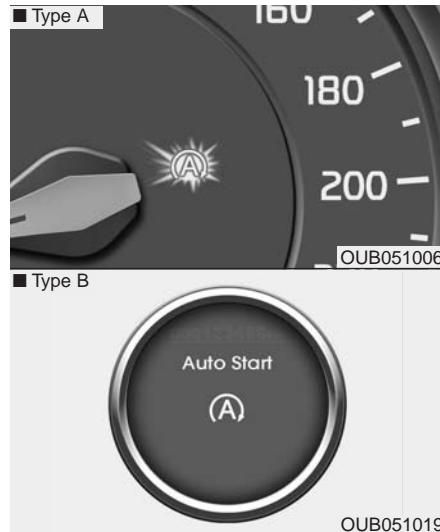 ■ Type A
160
180
200
OUB051006
■ Type B
Auto Start
(A)
OUB051019